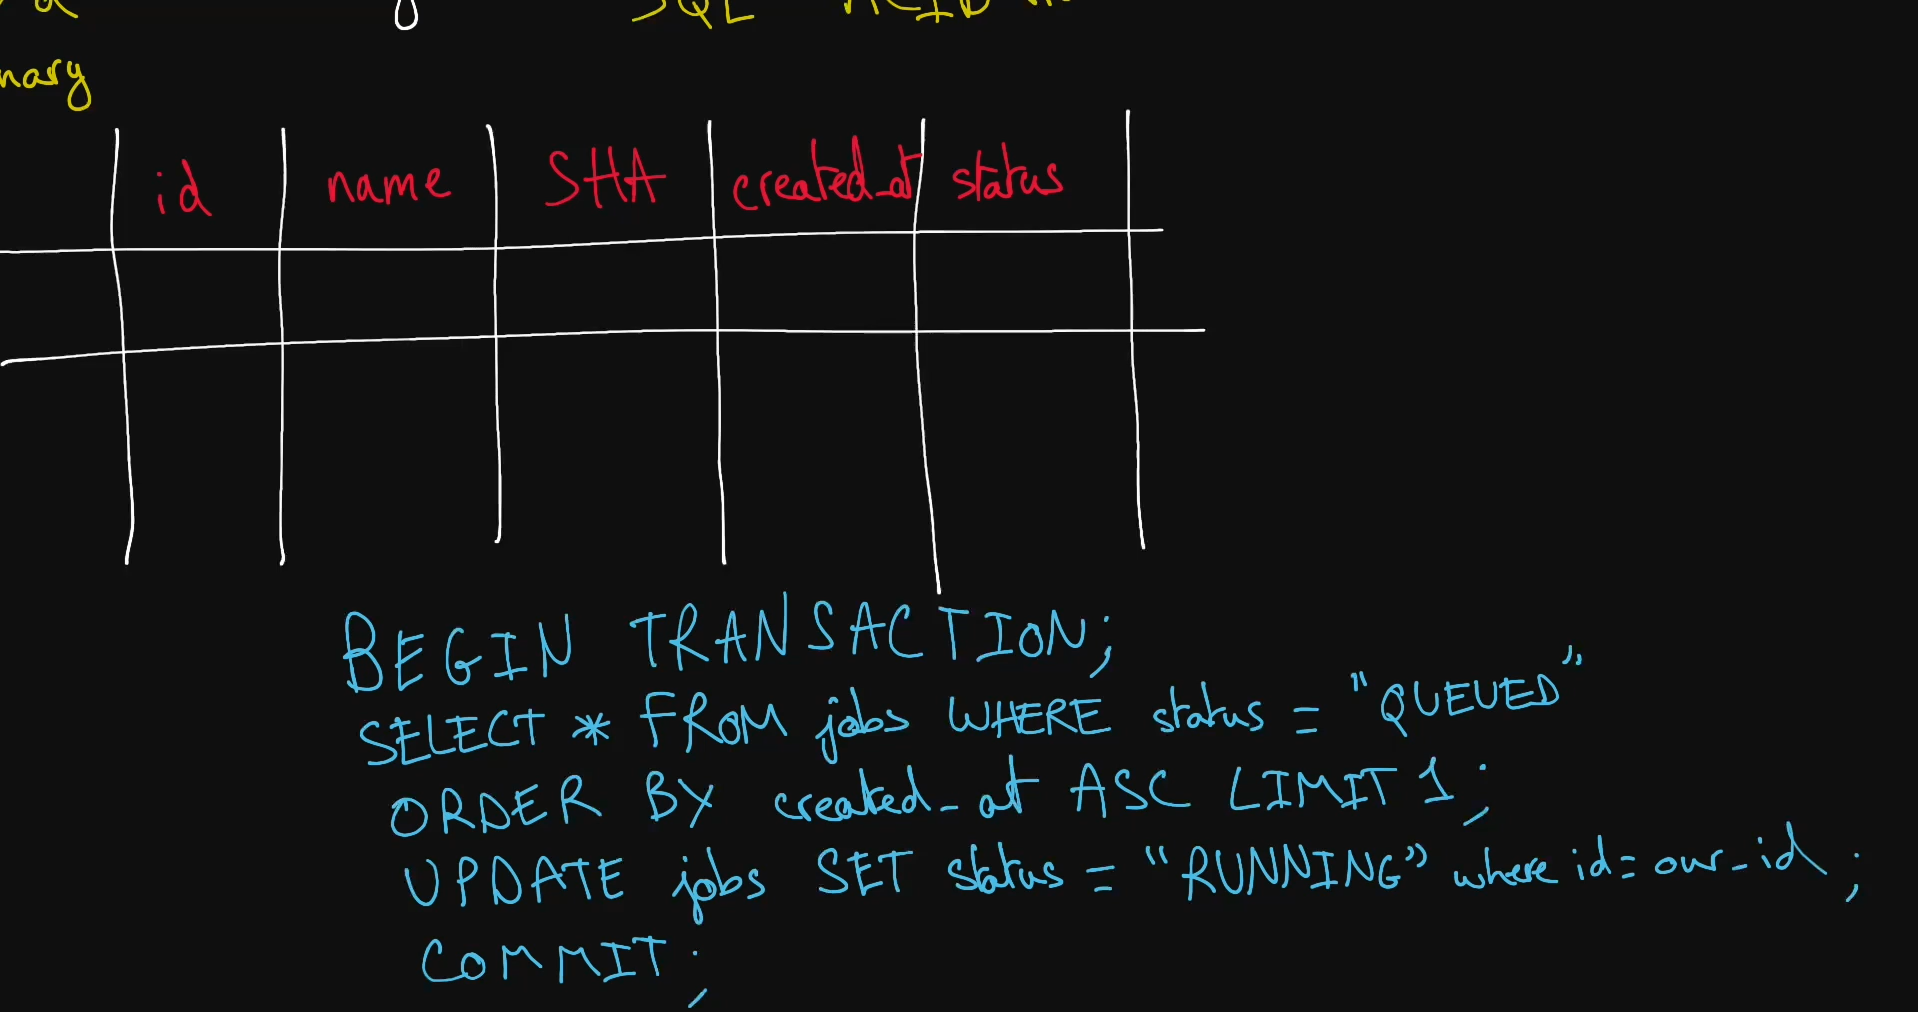 SQL
nary
id name SHA created_at status
BEGIN TRANSACTION;
SELECT * FROM jobs WHERE status = "QUEUED"
ORDER BY created_at ASC LIMIT 1;
UPDATE jobs SET status = "RUNNING" where id = our_id;
COMMIT;